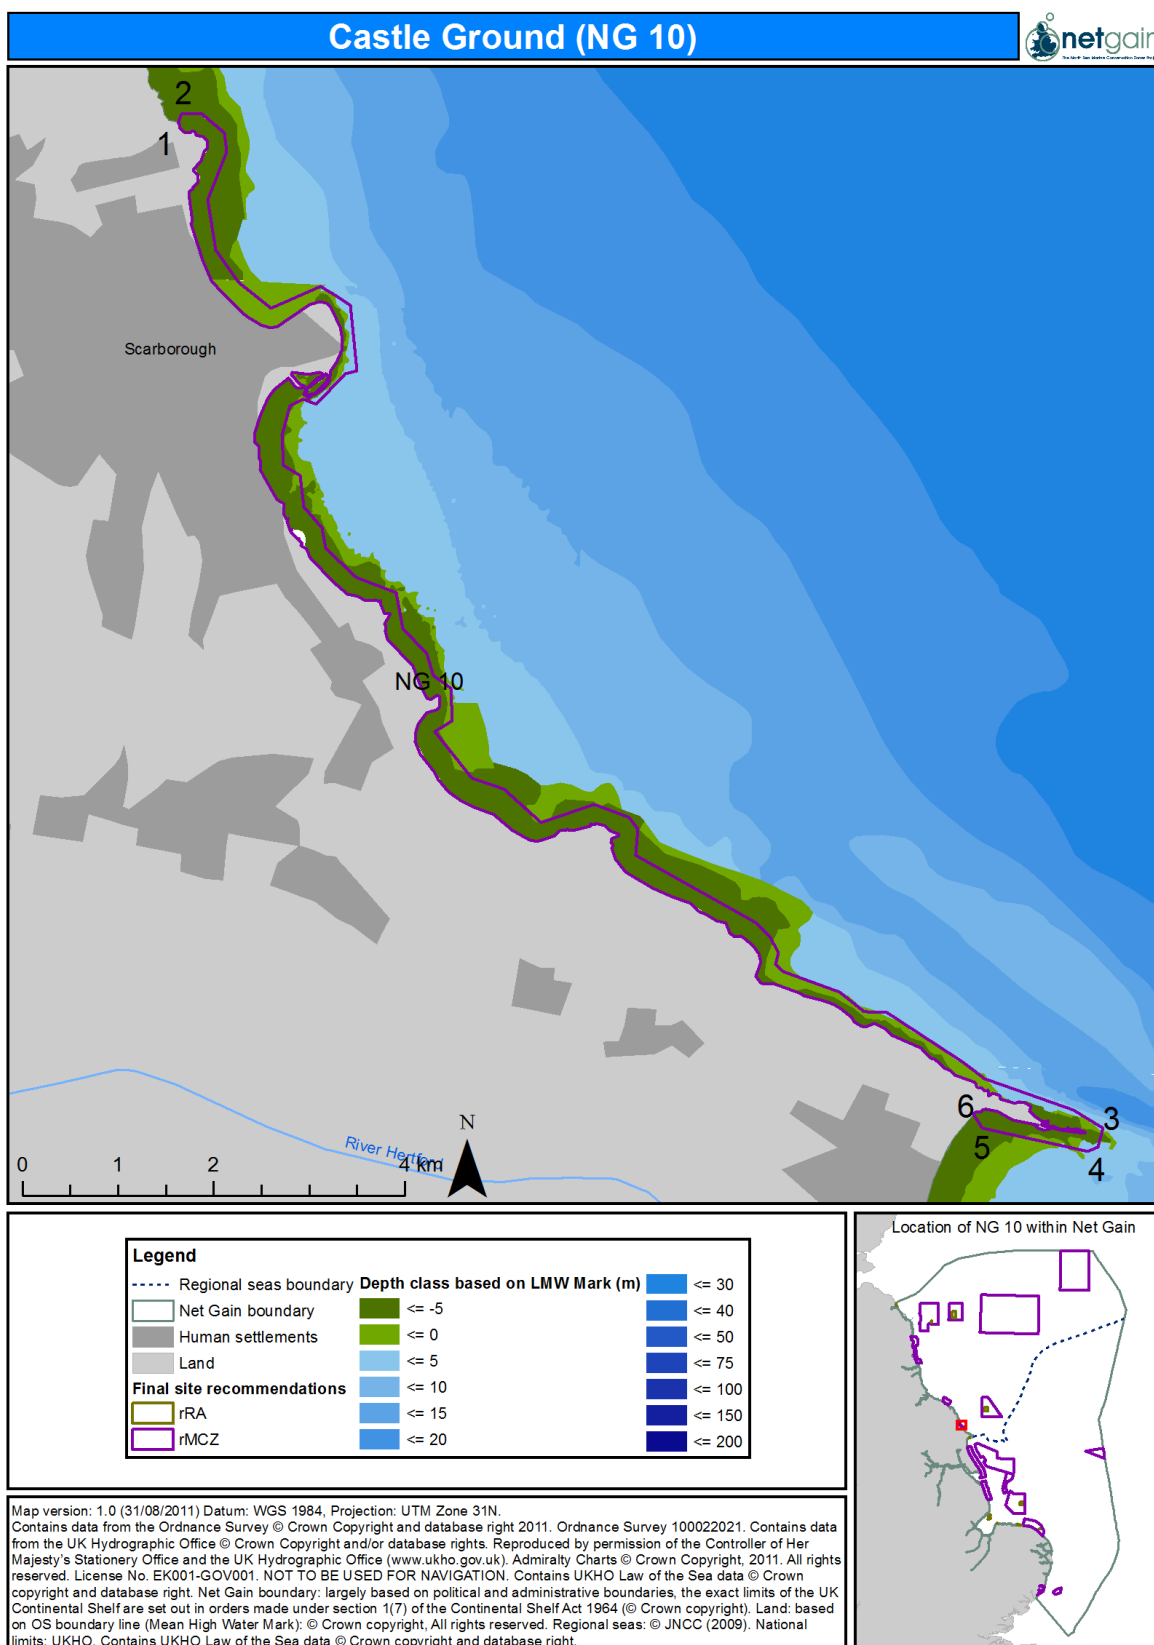 Castle Ground (NG 10)
netgain
The North Sea Marine Conservation Zones Project
2
1
Scarborough
NG 10
6
3
5
4
N
River Hertford
0 1 2 4 km
Legend
Regional seas boundary
Net Gain boundary
Human settlements
Land
Final site recommendations
rRA
rMCZ
Depth class based on LMW Mark (m)
<= -5
<= 0
<= 5
<= 10
<= 15
<= 20
<= 30
<= 40
<= 50
<= 75
<= 100
<= 150
<= 200
Location of NG 10 within Net Gain
Map version: 1.0 (31/08/2011) Datum: WGS 1984, Projection: UTM Zone 31N.
Contains data from the Ordnance Survey © Crown Copyright and database right 2011. Ordnance Survey 100022021. Contains data
from the UK Hydrographic Office © Crown Copyright and/or database rights. Reproduced by permission of the Controller of Her
Majesty's Stationery Office and the UK Hydrographic Office (www.ukho.gov.uk). Admiralty Charts © Crown Copyright, 2011. All rights
reserved. License No. EK001-GOV001. NOT TO BE USED FOR NAVIGATION. Contains UKHO Law of the Sea data © Crown
copyright and database right. Net Gain boundary: largely based on political and administrative boundaries, the exact limits of the UK
Continental Shelf are set out in orders made under section 1(7) of the Continental Shelf Act 1964 (© Crown copyright). Land: based
on OS boundary line (Mean High Water Mark): © Crown copyright, All rights reserved. Regional seas: © JNCC (2009). National
limits: UKHO. Contains UKHO Law of the Sea data © Crown copyright and database right.